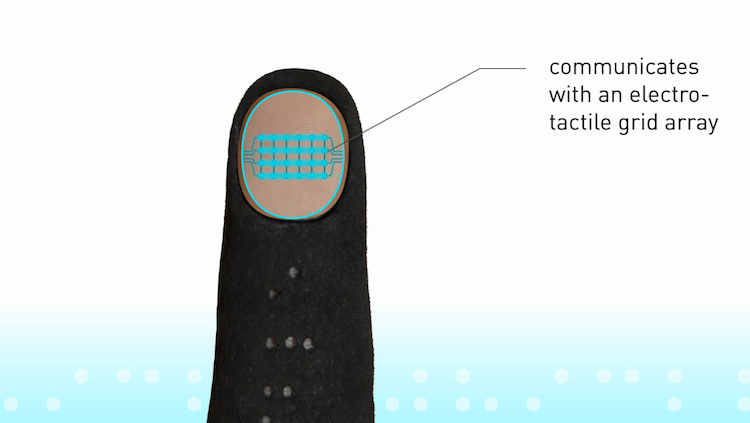 communicates
with an electro-
tactile grid array